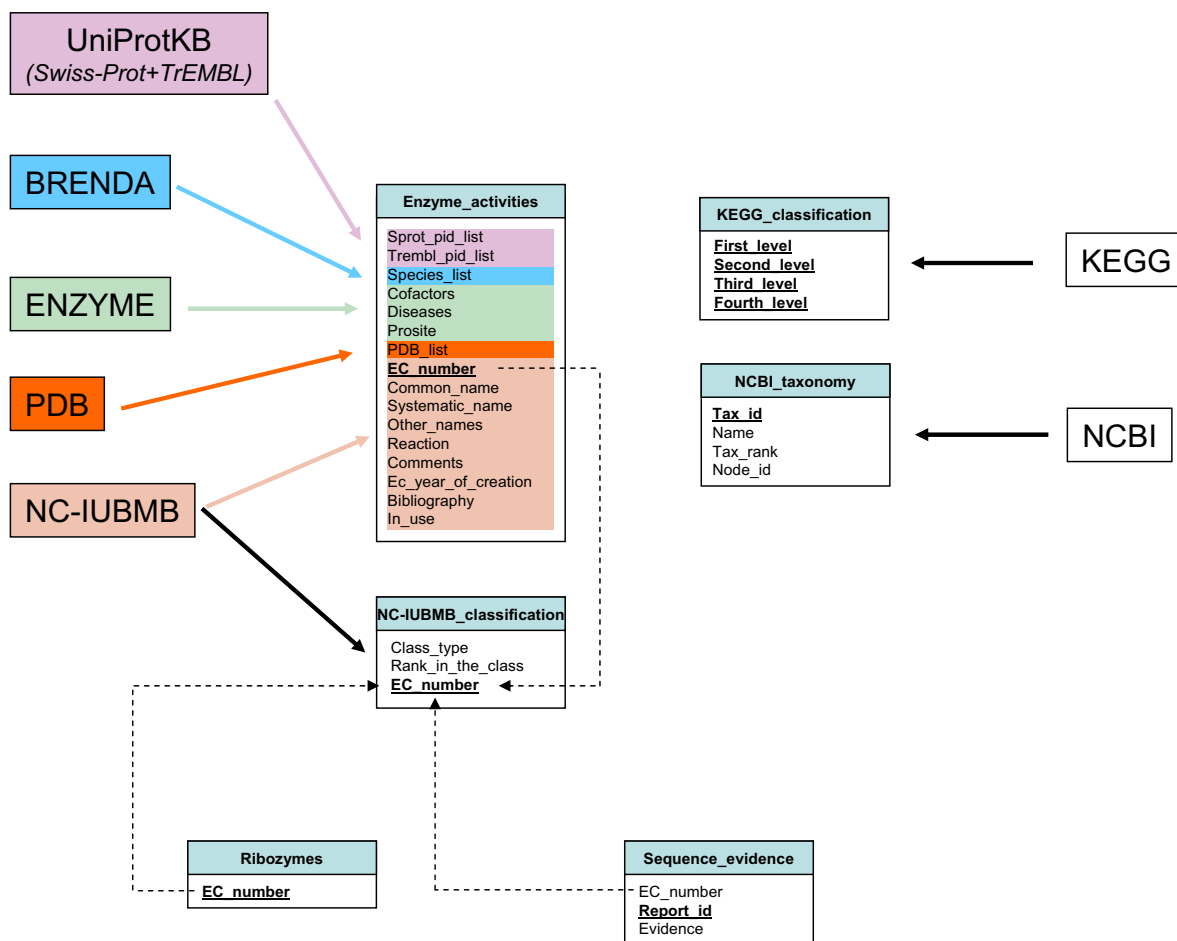 UniProtKB
(Swiss-Prot+TrEMBL)
BRENDA
ENZYME
PDB
NC-IUBMB
Enzyme_activities
Sprot_pid_list
Trembl_pid_list
Species_list
Cofactors
Diseases
Prosite
PDB_list
EC_number
Common_name
Systematic_name
Other_names
Reaction
Comments
Ec_year_of_creation
Bibliography
In_use
KEGG_classification
First_level
Second_level
Third_level
Fourth_level
KEGG
NCBI_taxonomy
Tax_id
Name
Tax_rank
Node_id
NCBI
NC-IUBMB_classification
Class_type
Rank_in_the_class
EC_number
Ribozymes
EC_number
Sequence_evidence
EC_number
Report_id
Evidence